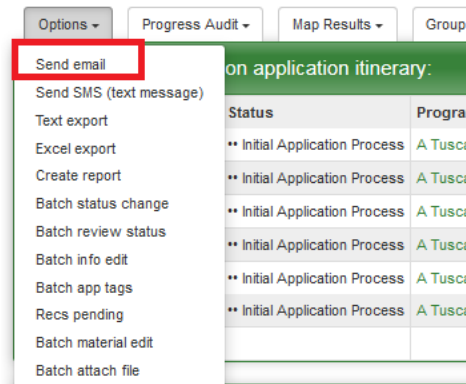 Options Progress Audit Map Results Group
Send email
on application itinerary:
Send SMS (text message)
Text export
Excel export
Create report
Batch status change
Batch review status
Batch info edit
Batch app tags
Recs pending
Batch material edit
Batch attach file
Status Progra
•• Initial Application Process A Tusca
•• Initial Application Process A Tusca
•• Initial Application Process A Tusca
•• Initial Application Process A Tusca
•• Initial Application Process A Tusca
•• Initial Application Process A Tusca